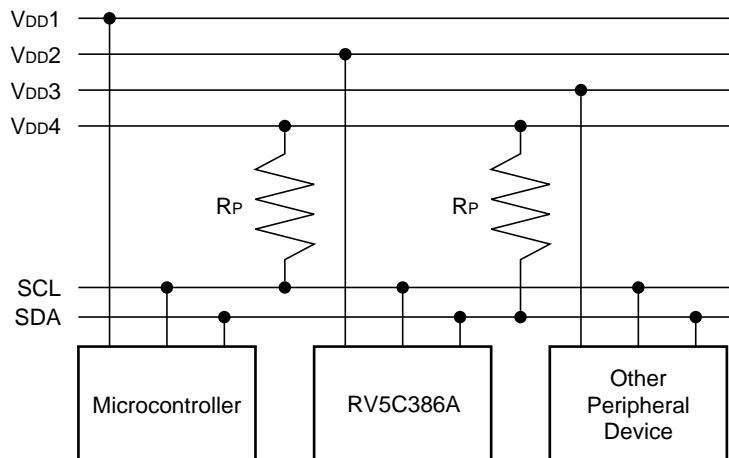 VDD1
VDD2
VDD3
VDD4
RP
RP
SCL
SDA
Microcontroller
RV5C386A
Other
Peripheral
Device